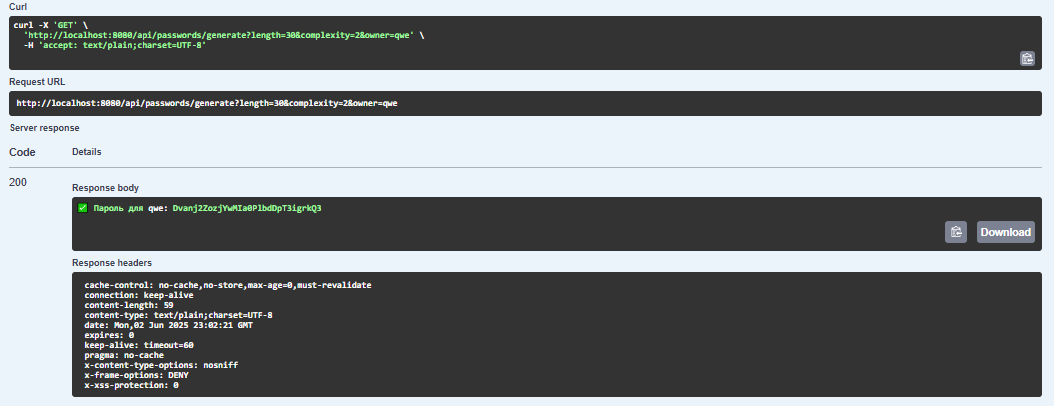 Curl
curl -X 'GET' \
'http://localhost:8080/api/passwords/generate?length=30&complexity=2&owner=qwe' \
-H 'accept: text/plain;charset=UTF-8'
Request URL
http://localhost:8080/api/passwords/generate?length=30&complexity=2&owner=qwe
Server response
Code Details
200
Response body
✅ Пароль для qwe: Dvanj2ZozjYwMIa0PlbdDpT3igrkQ3
Download
Response headers
cache-control: no-cache,no-store,max-age=0,must-revalidate
connection: keep-alive
content-length: 59
content-type: text/plain;charset=UTF-8
date: Mon,02 Jun 2025 23:02:21 GMT
expires: 0
keep-alive: timeout=60
pragma: no-cache
x-content-type-options: nosniff
x-frame-options: DENY
x-xss-protection: 0